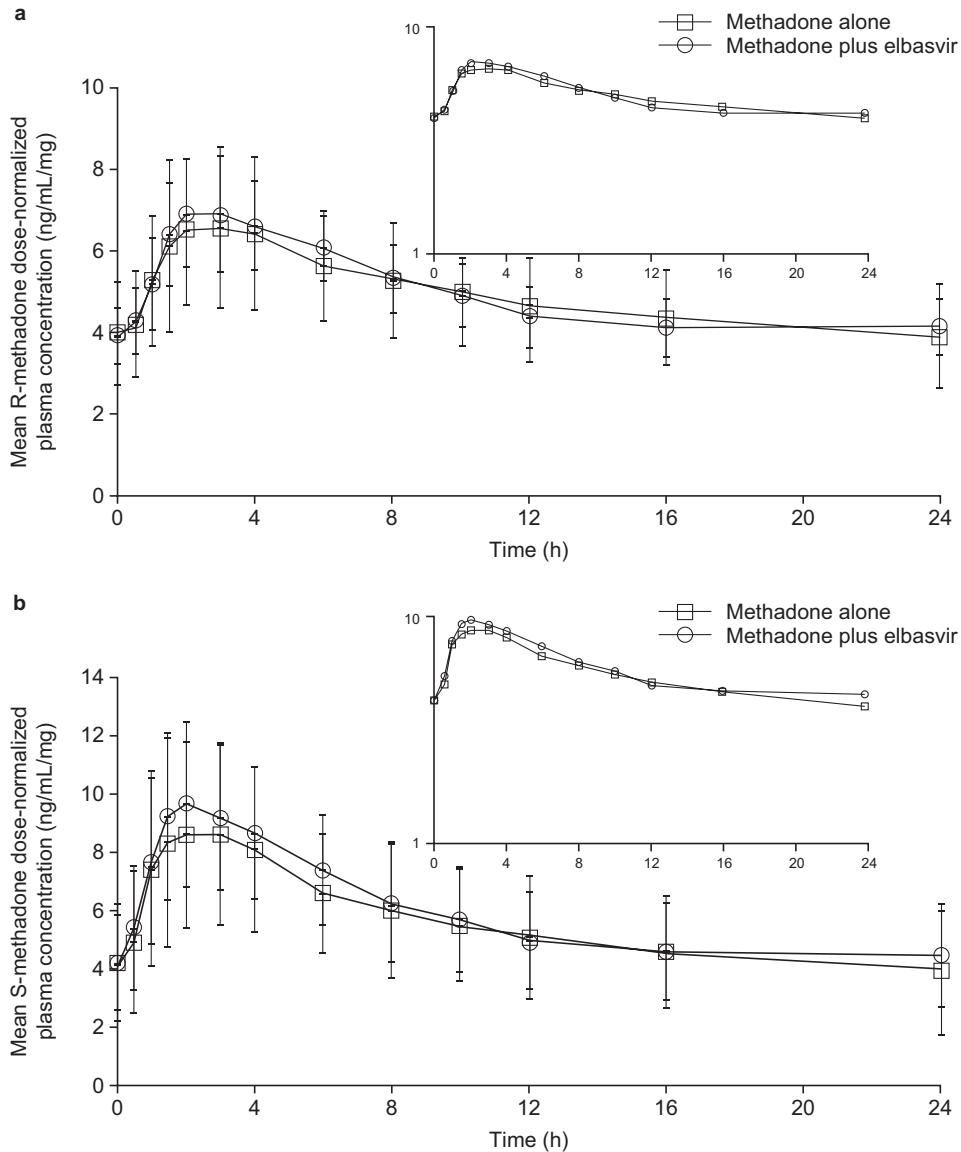 a
Methadone alone
Methadone plus elbasvir
10
8
6
4
2
0
Mean R-methadone dose-normalized
plasma concentration (ng/mL/mg)
10
1
0 4 8 12 16 20 24
0 4 8 12 16 20 24
Time (h)
b
Methadone alone
Methadone plus elbasvir
14
12
10
8
6
4
2
0
Mean S-methadone dose-normalized
plasma concentration (ng/mL/mg)
10
1
0 4 8 12 16 20 24
0 4 8 12 16 20 24
Time (h)